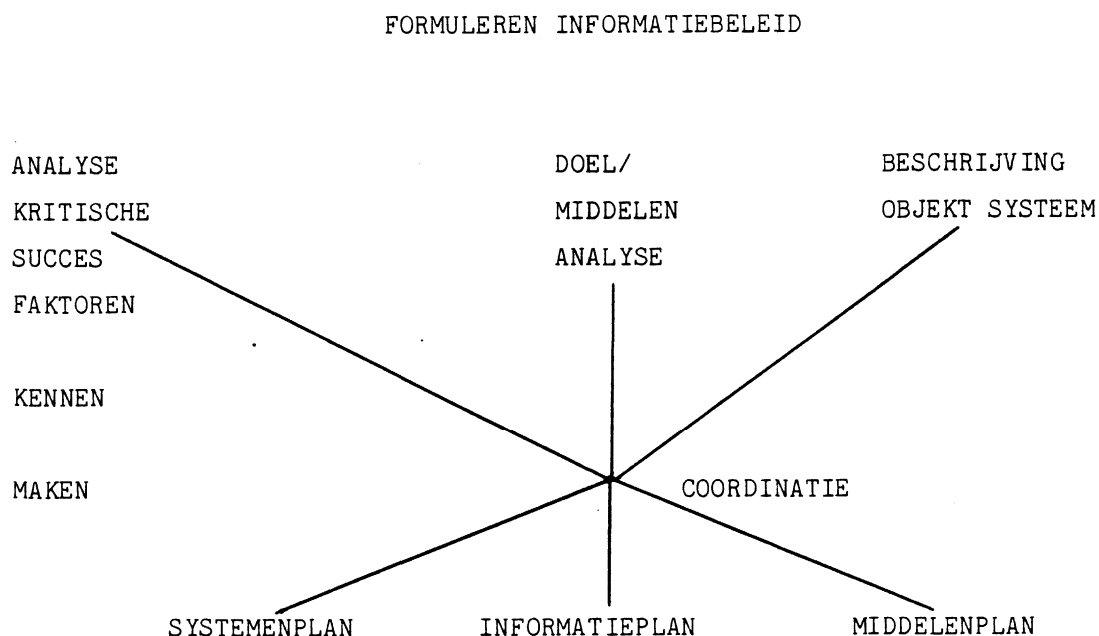 FORMULEREN INFORMATIEBELEID
ANALYSE
KRITISCHE
SUCCES
FAKTOREN
DOEL/
MIDDELEN
ANALYSE
BESCHRIJVING
OBJEKT SYSTEEM
KENNEN
MAKEN
COORDINATIE
SYSTEMENPLAN
INFORMATIEPLAN
MIDDELENPLAN